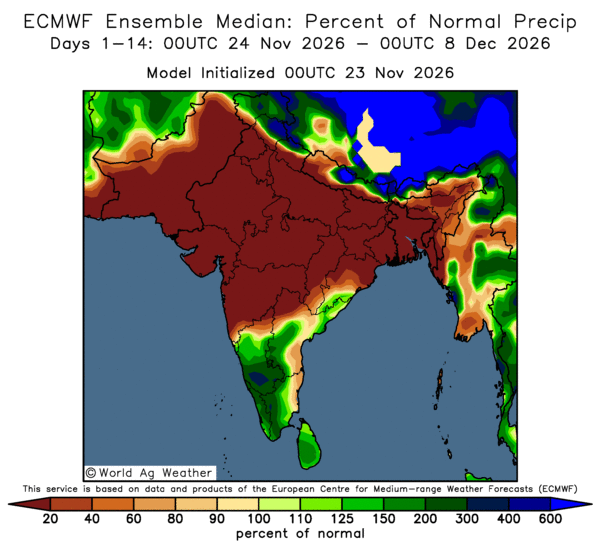 ECMWF Ensemble Median: Percent of Normal Precip
Days 1-14: 00UTC 24 Nov 2026 - 00UTC 8 Dec 2026
Model Initialized 00UTC 23 Nov 2026
© World Ag Weather
This service is based on data and products of the European Centre for Medium-range Weather Forecasts (ECMWF)
20 40 60 80 90 100 110 125 150 200 300 400 600
percent of normal